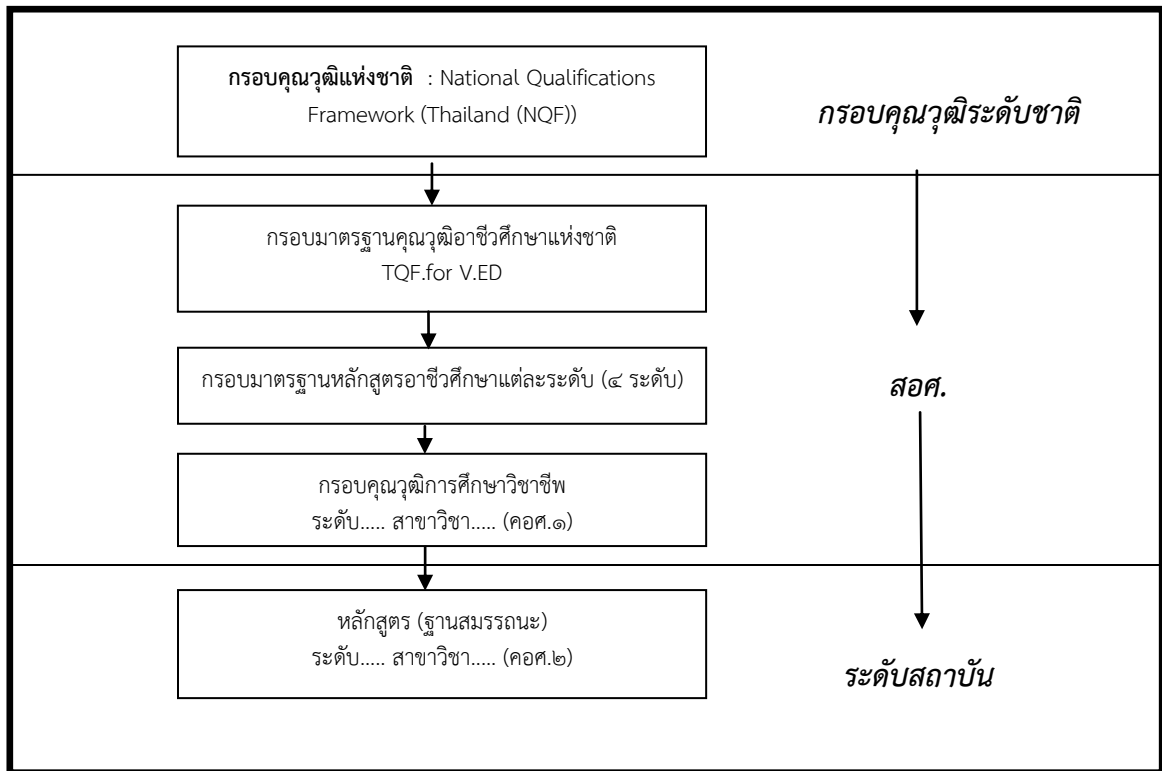 กรอบคุณวุฒิแห่งชาติ : National Qualifications
Framework (Thailand (NQF))
กรอบคุณวุฒิระดับชาติ
กรอบมาตรฐานคุณวุฒิอาชีวศึกษาแห่งชาติ
TQF.for V.ED
กรอบมาตรฐานหลักสูตรอาชีวศึกษาแต่ละระดับ (๔ ระดับ)
สอศ.
กรอบคุณวุฒิการศึกษาวิชาชีพ
ระดับ..... สาขาวิชา..... (คอศ.๑)
หลักสูตร (ฐานสมรรถนะ)
ระดับ..... สาขาวิชา..... (คอศ.๒)
ระดับสถาบัน